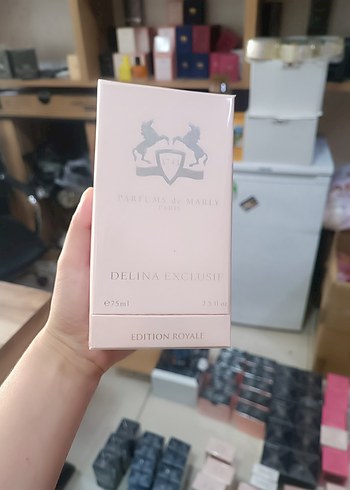 PARFUMS de MARLY
PARIS
DELINA EXCLUSIF
℮75ml 2.5 fl oz
EDITION ROYALE